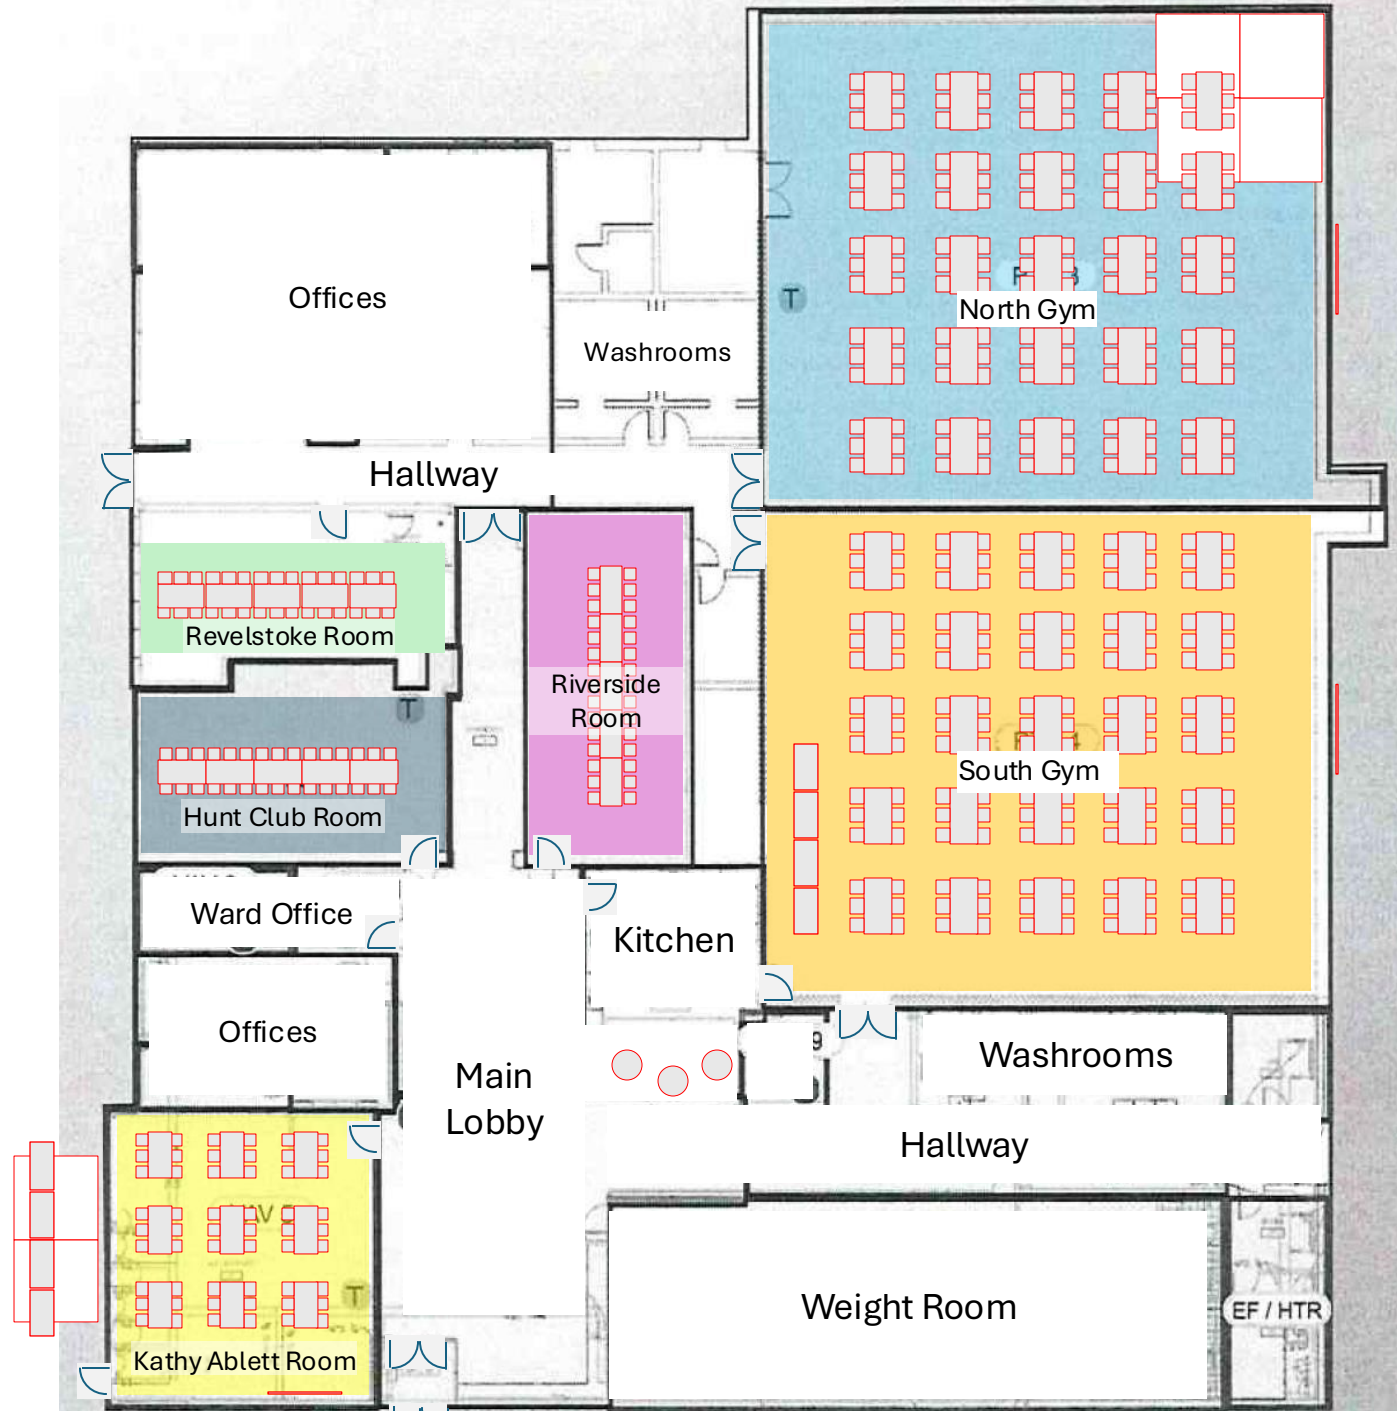 Offices
Washrooms
T
North Gym
Hallway
Revelstoke Room
Riverside
Room
T
Hunt Club Room
South Gym
Ward Office
Kitchen
Offices
Main
Lobby
9
Washrooms
Hallway
T
Kathy Ablett Room
Weight Room
EF / HTR